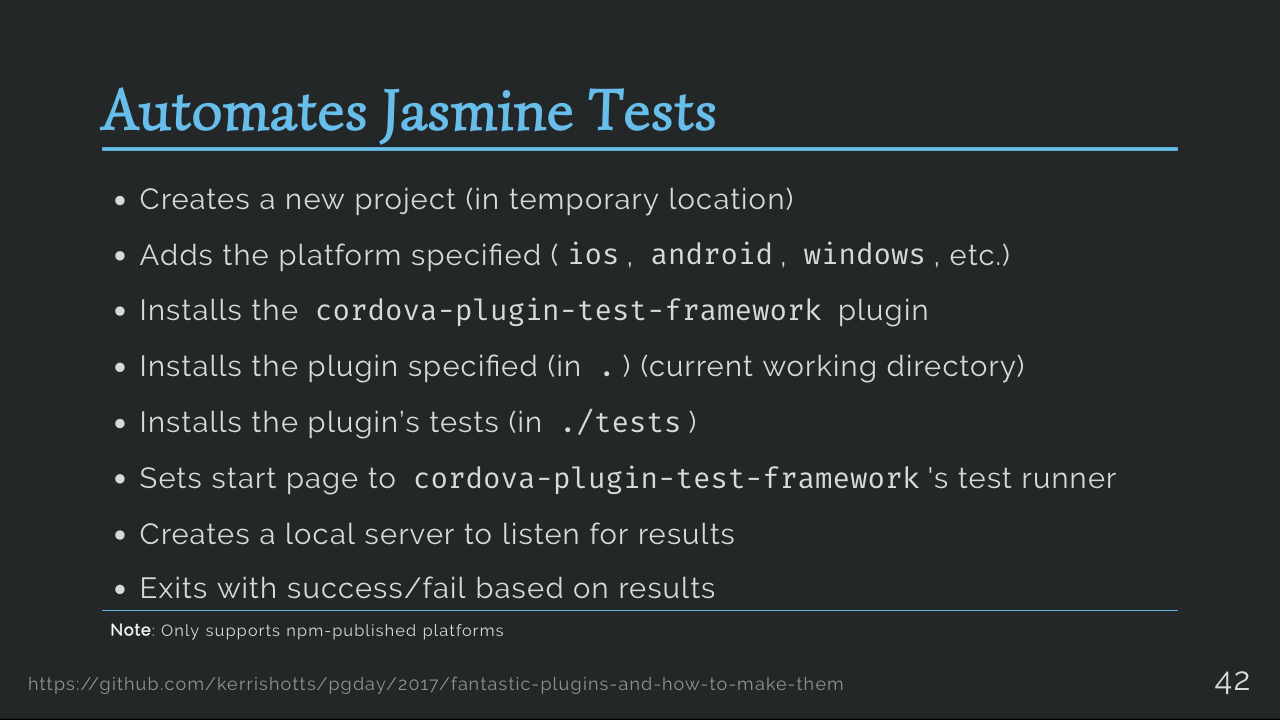 Automates Jasmine Tests
• Creates a new project (in temporary location)
• Adds the platform specified ( ios , android , windows , etc.)
• Installs the cordova-plugin-test-framework plugin
• Installs the plugin specified (in . ) (current working directory)
• Installs the plugin’s tests (in ./tests )
• Sets start page to cordova-plugin-test-framework 's test runner
• Creates a local server to listen for results
• Exits with success/fail based on results
Note: Only supports npm-published platforms
https://github.com/kerrishotts/pgday/2017/fantastic-plugins-and-how-to-make-them
42